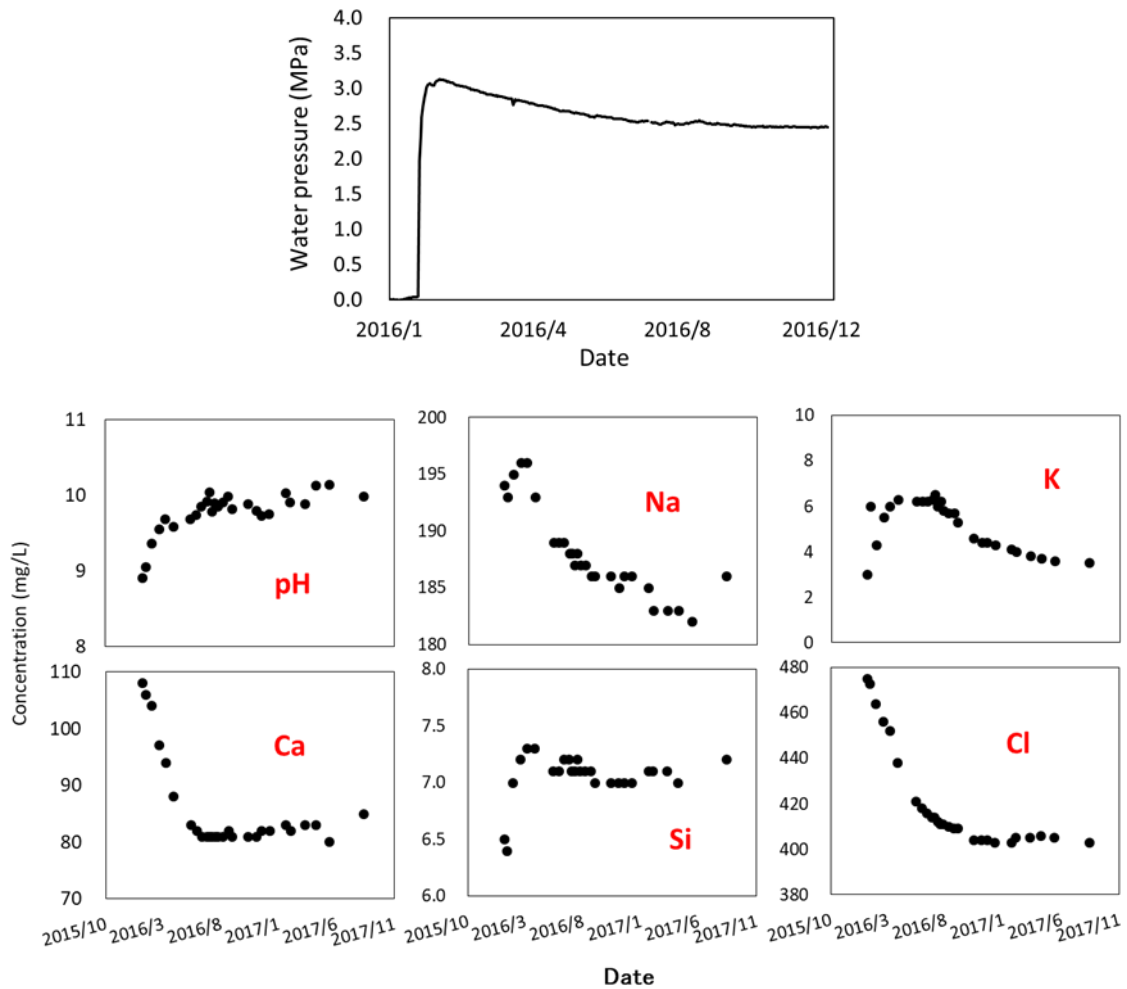 4.0
3.5
3.0
2.5
2.0
1.5
1.0
0.5
0.0
Water pressure (MPa)
2016/1 2016/4 2016/8 2016/12
Date
Concentration (mg/L)
11
10
9
8
pH
200
195
190
185
180
Na
10
8
6
4
2
0
K
110
100
90
80
70
Ca
8.0
7.5
7.0
6.5
6.0
Si
480
460
440
420
400
380
Cl
2015/10 2016/3 2016/8 2017/1 2017/6 2017/11
2015/10 2016/3 2016/8 2017/1 2017/6 2017/11
2015/10 2016/3 2016/8 2017/1 2017/6 2017/11
Date